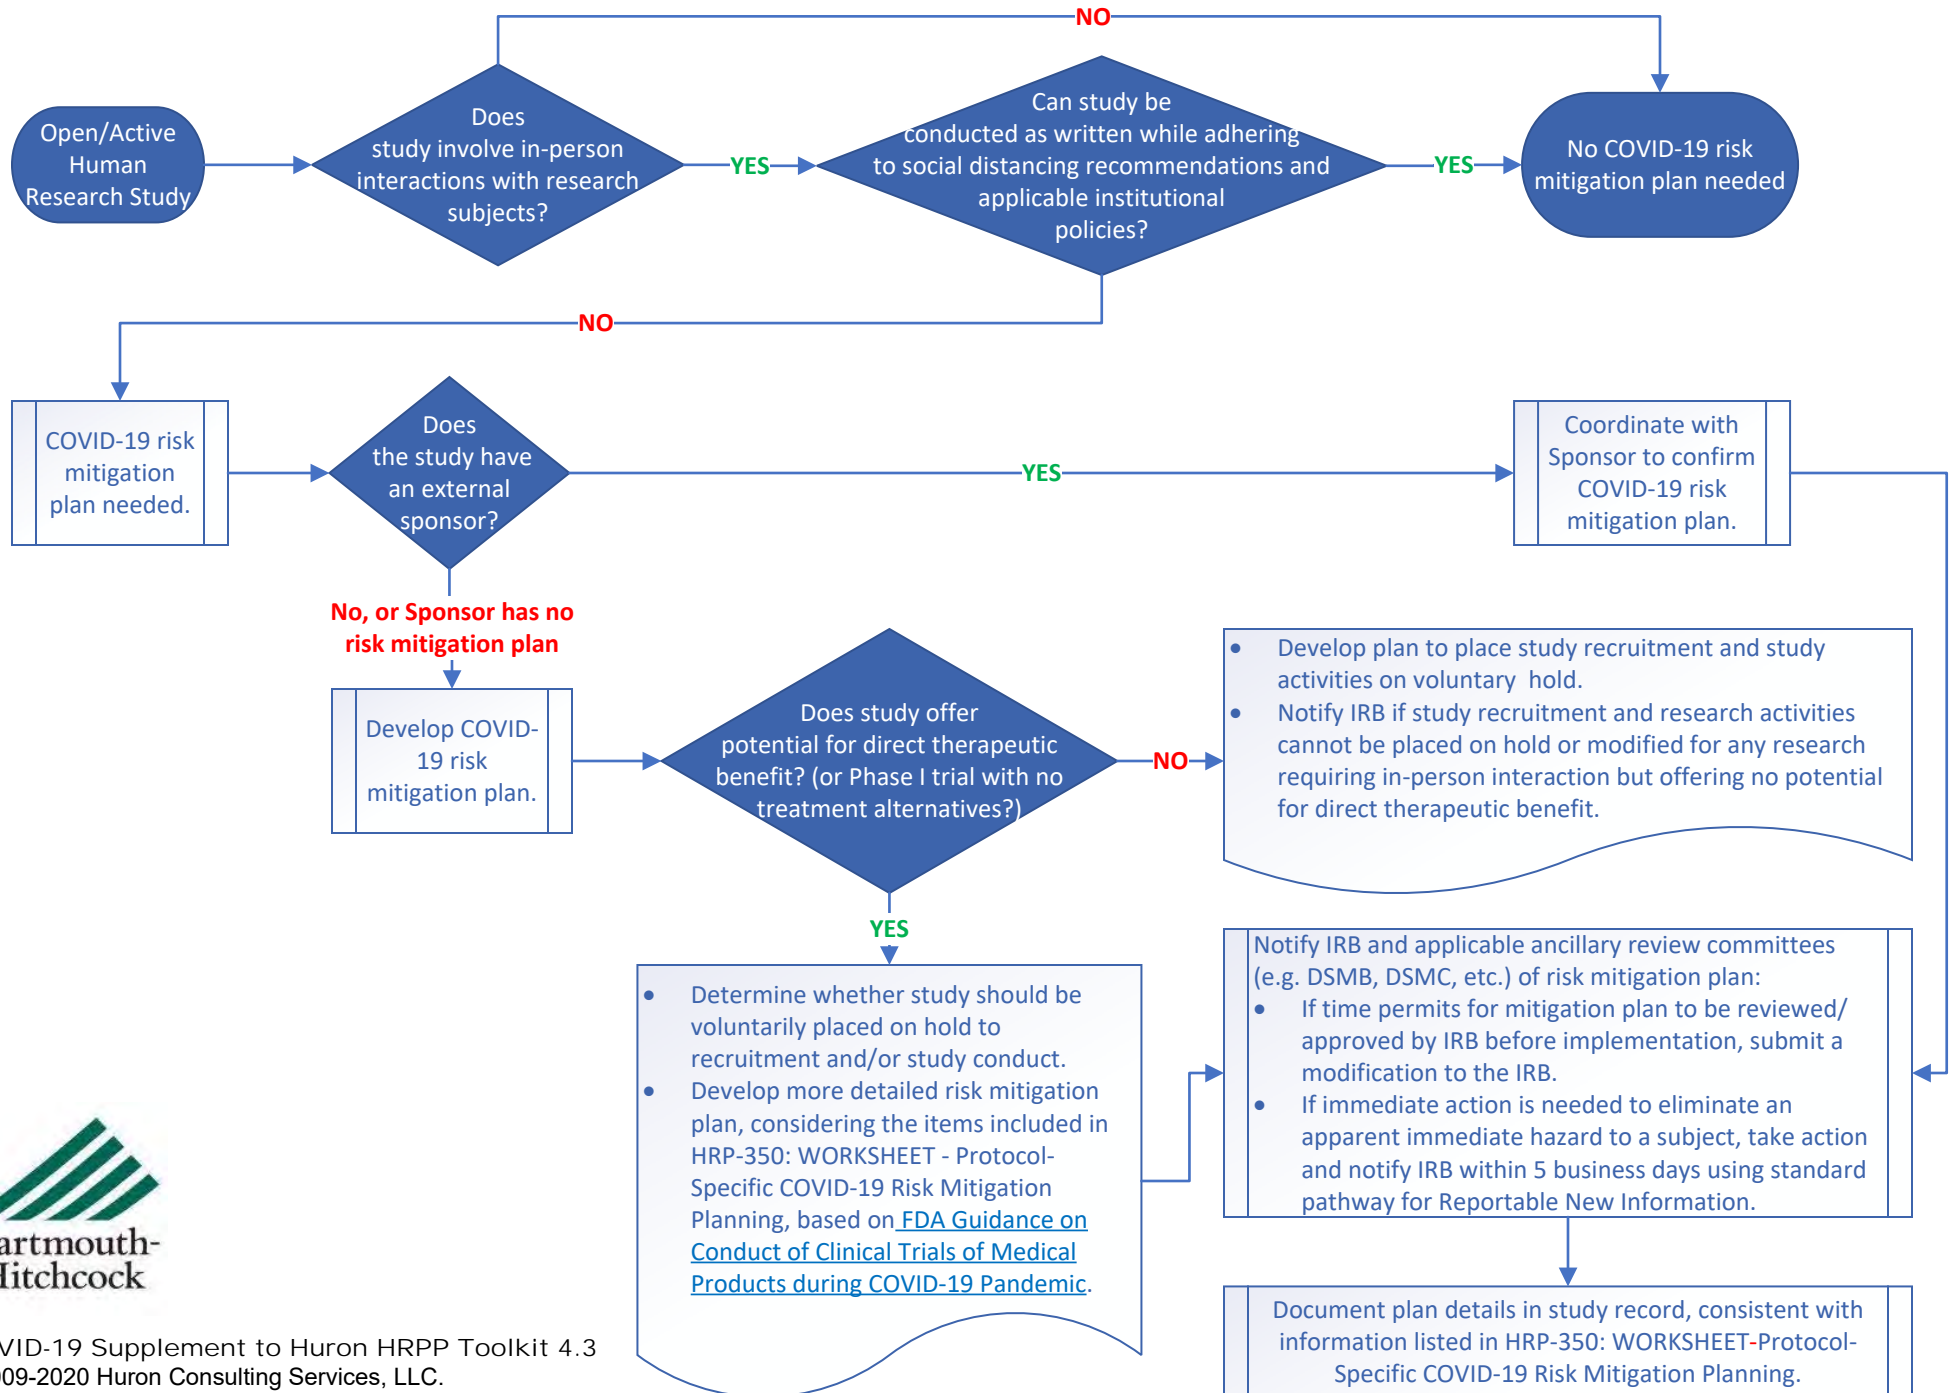 NO
Open/Active
Human
Research Study
Does
study involve in-person
interactions with research
subjects?
YES
Can study be
conducted as written while adhering
to social distancing recommendations and
applicable institutional
policies?
YES
No COVID-19 risk
mitigation plan needed
NO
COVID-19 risk
mitigation
plan needed.
Does
the study have
an external
sponsor?
YES
Coordinate with
Sponsor to confirm
COVID-19 risk
mitigation plan.
No, or Sponsor has no
risk mitigation plan
Develop COVID-
19 risk
mitigation plan.
Does study offer
potential for direct therapeutic
benefit? (or Phase I trial with no
treatment alternatives?)
NO
• Develop plan to place study recruitment and study
activities on voluntary hold.
• Notify IRB if study recruitment and research activities
cannot be placed on hold or modified for any research
requiring in-person interaction but offering no potential
for direct therapeutic benefit.
YES
• Determine whether study should be
voluntarily placed on hold to
recruitment and/or study conduct.
• Develop more detailed risk mitigation
plan, considering the items included in
HRP-350: WORKSHEET - Protocol-
Specific COVID-19 Risk Mitigation
Planning, based on FDA Guidance on
Conduct of Clinical Trials of Medical
Products during COVID-19 Pandemic.
Notify IRB and applicable ancillary review committees
(e.g. DSMB, DSMC, etc.) of risk mitigation plan:
• If time permits for mitigation plan to be reviewed/
approved by IRB before implementation, submit a
modification to the IRB.
• If immediate action is needed to eliminate an
apparent immediate hazard to a subject, take action
and notify IRB within 5 business days using standard
pathway for Reportable New Information.
Document plan details in study record, consistent with
information listed in HRP-350: WORKSHEET-Protocol-
Specific COVID-19 Risk Mitigation Planning.
artmouth-
Hitchcock
VID-19 Supplement to Huron HRPP Toolkit 4.3
09-2020 Huron Consulting Services, LLC.